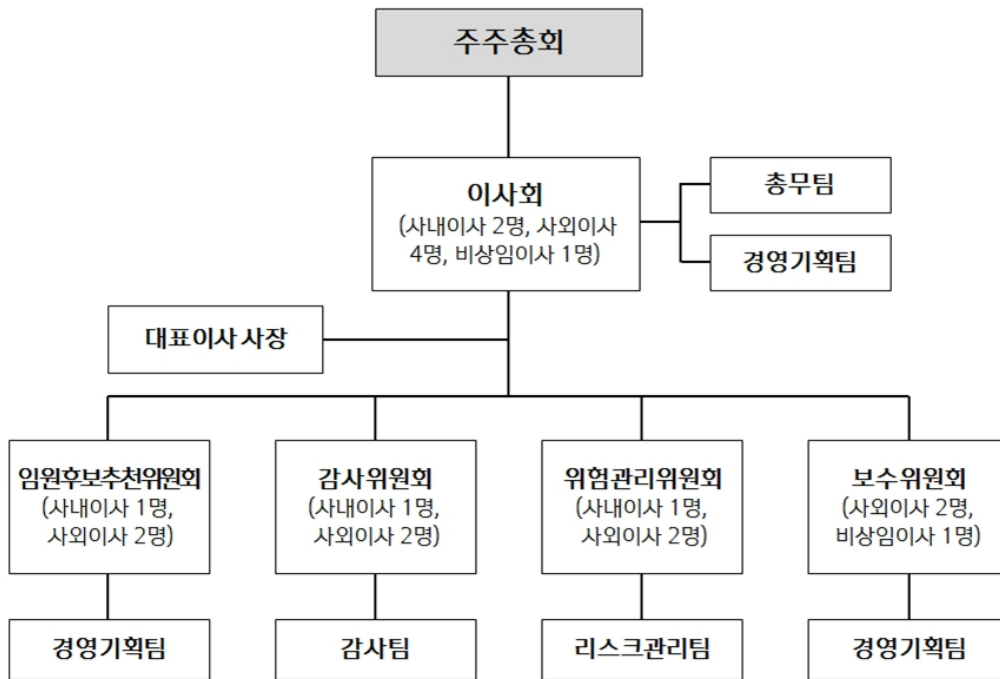 주주총회
이사회
(사내이사 2명, 사외이사
4명, 비상임이사 1명)
총무팀
경영기획팀
대표이사 사장
임원후보추천위원회
(사내이사 1명,
사외이사 2명)
감사위원회
(사내이사 1명,
사외이사 2명)
위험관리위원회
(사내이사 1명,
사외이사 2명)
보수위원회
(사외이사 2명,
비상임이사 1명)
경영기획팀
감사팀
리스크관리팀
경영기획팀